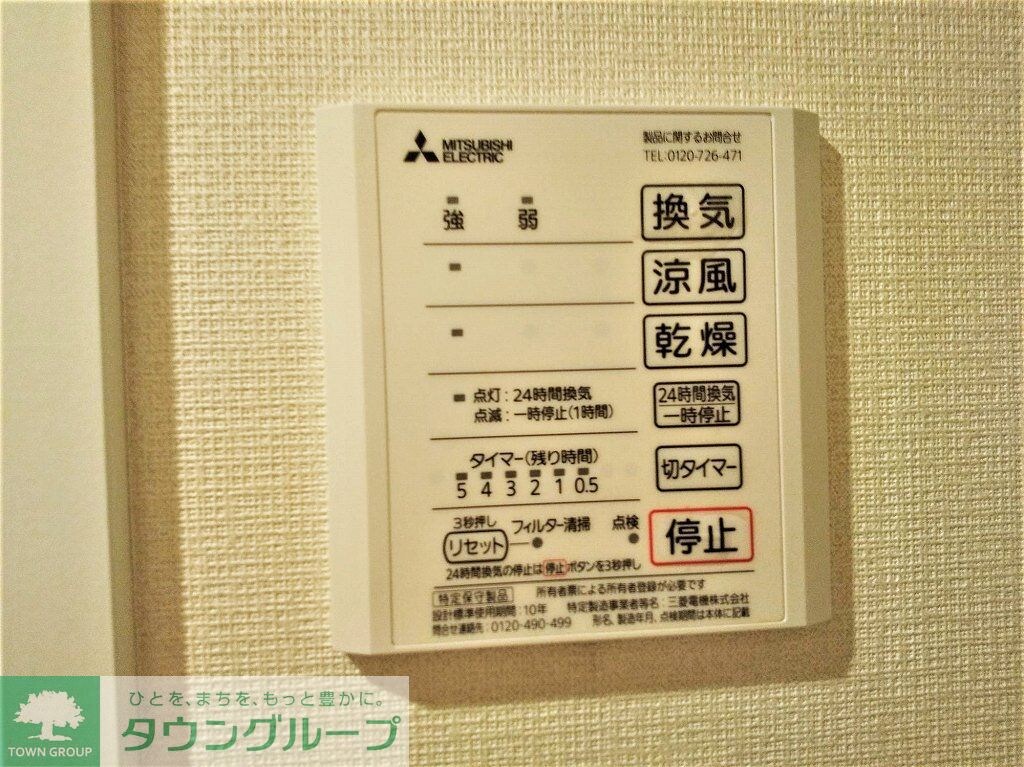 MITSUBISHI
ELECTRIC
製品に関するお問合せ
TEL:0120-726-471
強 弱
換気
涼風
乾燥
点灯：24時間換気
点滅：一時停止(1時間)
24時間換気
一時停止
タイマー(残り時間)
5 4 3 2 1 0.5
切タイマー
3秒押し
リセット フィルター清掃 点検
停止
24時間換気の停止は停止ボタンを3秒押し
特定保守製品 所有者票による所有者登録が必要です
設計標準使用期間：10年 特定製造事業者等名：三菱電機株式会社
問合せ連絡先：0120-490-499 形名、製造年月、点検期間は本体に記載
ひとを、まちを、もっと豊かに。
タウングループ
TOWN GROUP